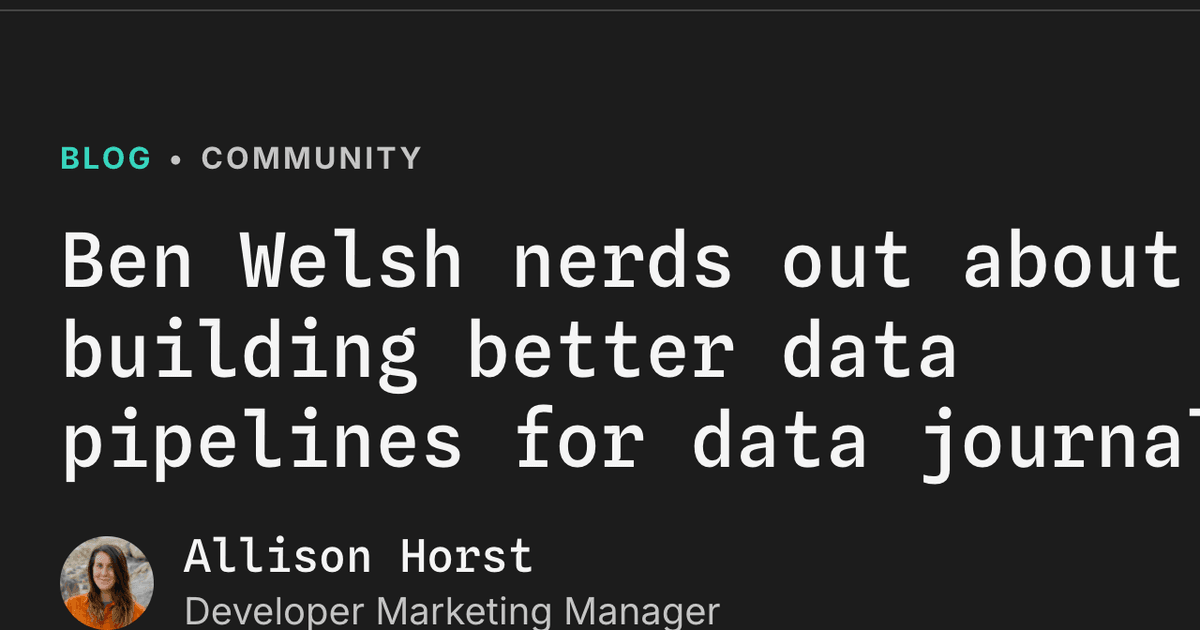 BLOG • COMMUNITY
Ben Welsh nerds out about
building better data
pipelines for data journal
Allison Horst
Developer Marketing Manager